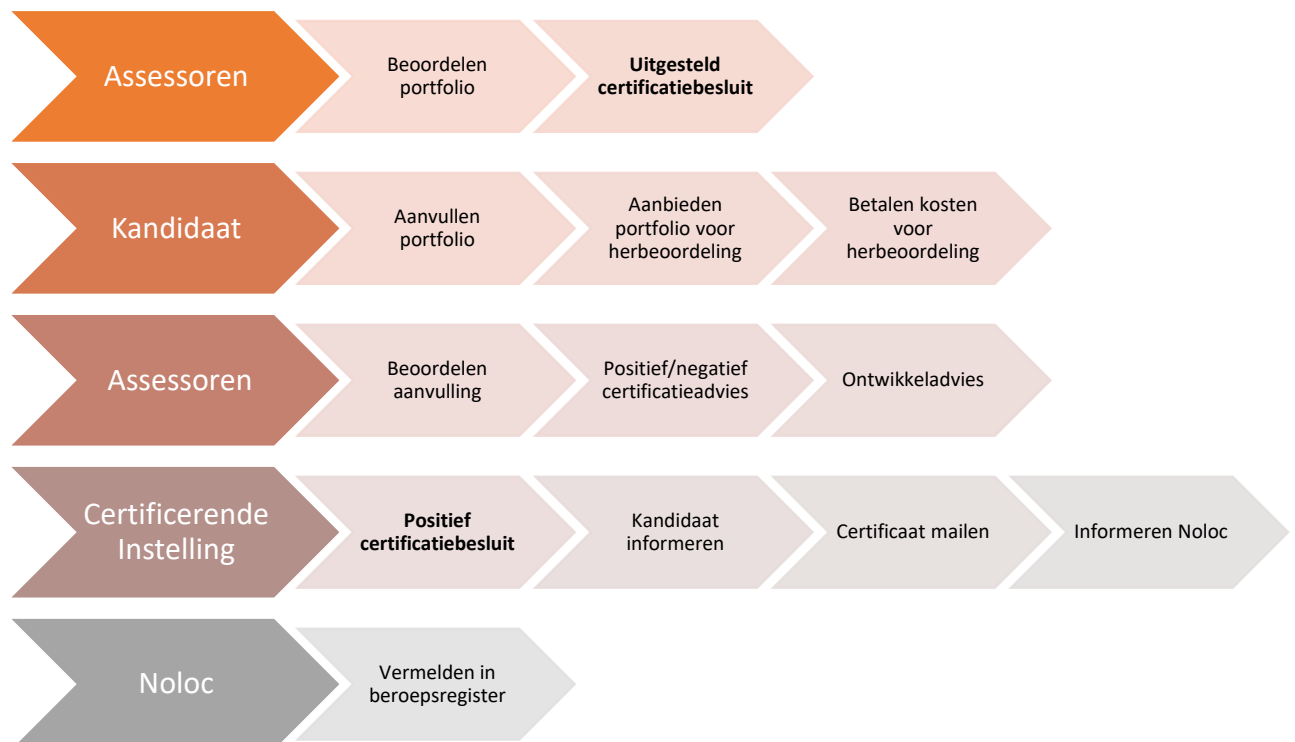 Assessoren
Beoordelen
portfolio
Uitgesteld
certificatiebesluit
Kandidaat
Aanvullen
portfolio
Aanbieden
portfolio voor
herbeoordeling
Betalen kosten
voor
herbeoordeling
Assessoren
Beoordelen
aanvulling
Positief/negatief
certificatieadvies
Ontwikkeladvies
Certificerende
Instelling
Positief
certificatiebesluit
Kandidaat
informeren
Certificaat mailen
Informeren Noloc
Noloc
Vermelden in
beroepsregister